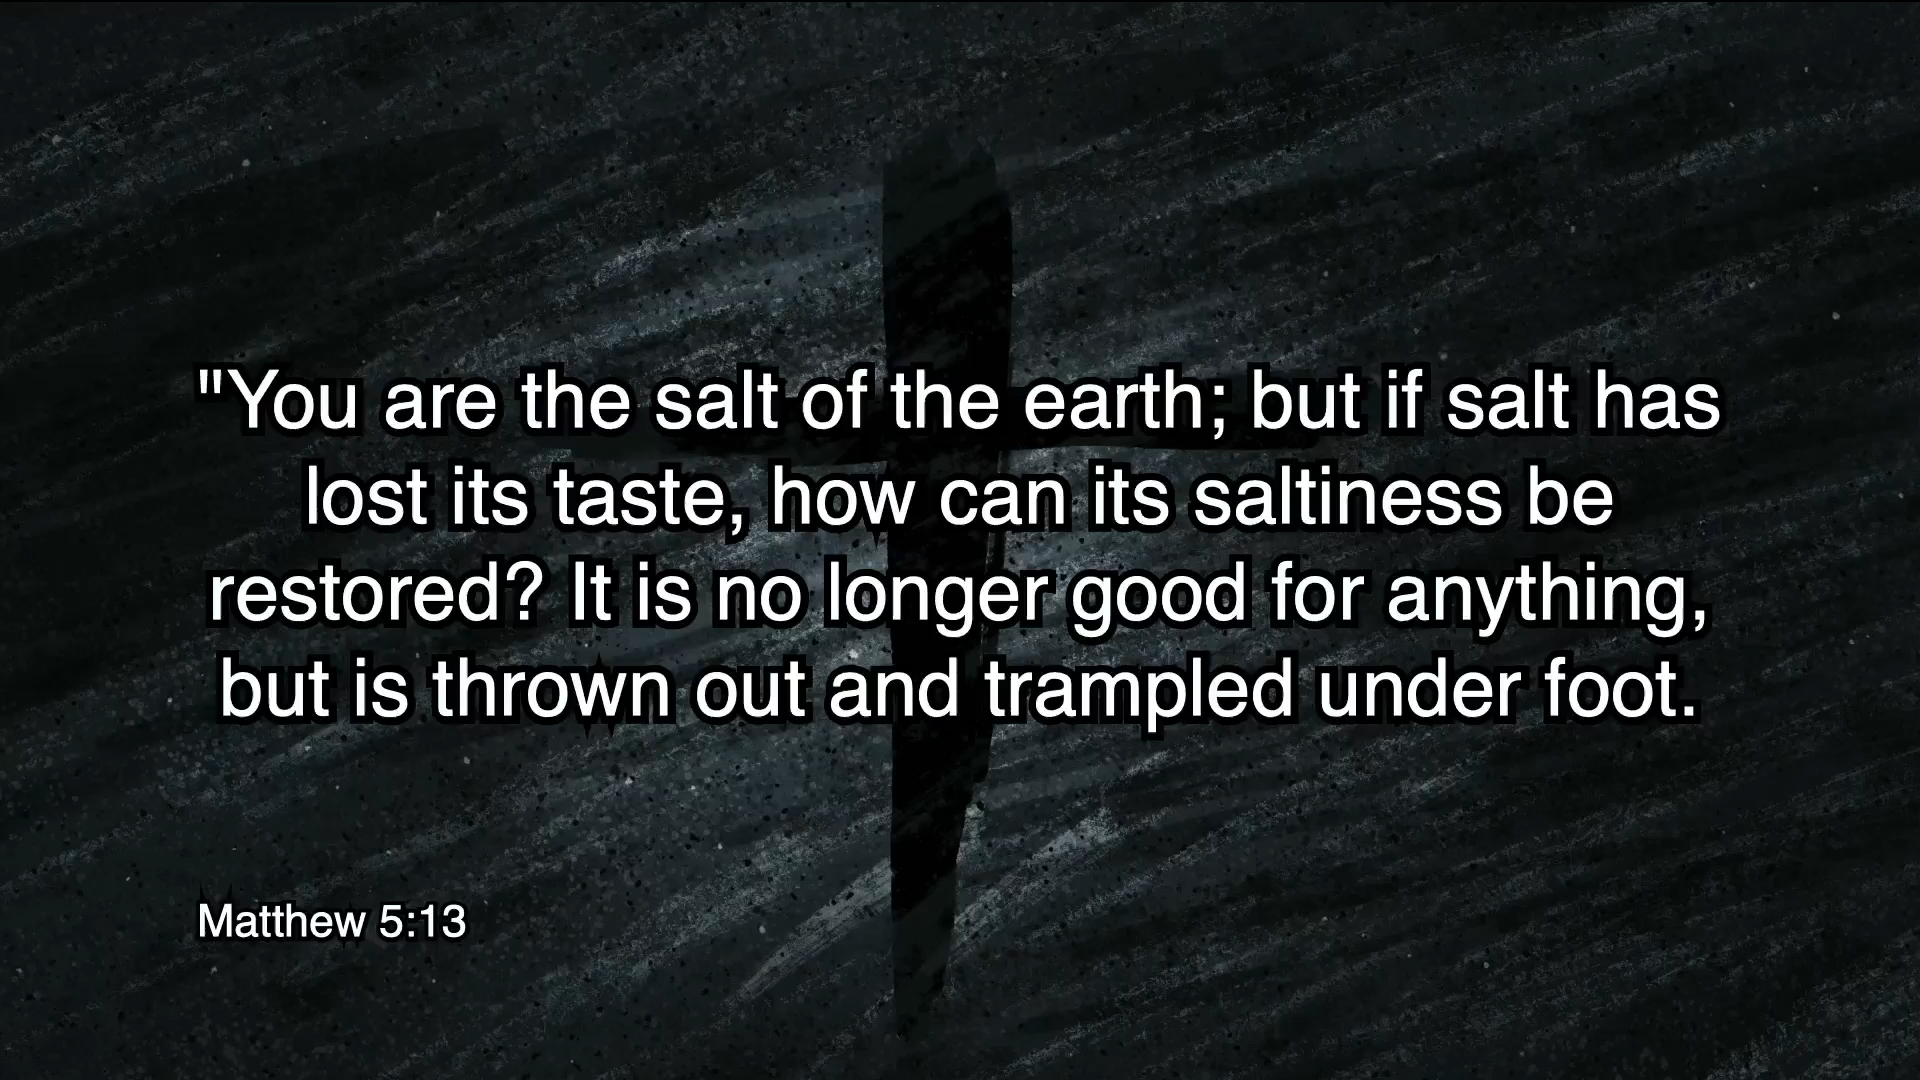 "You are the salt of the earth; but if salt has
lost its taste, how can its saltiness be
restored? It is no longer good for anything,
but is thrown out and trampled under foot.
Matthew 5:13